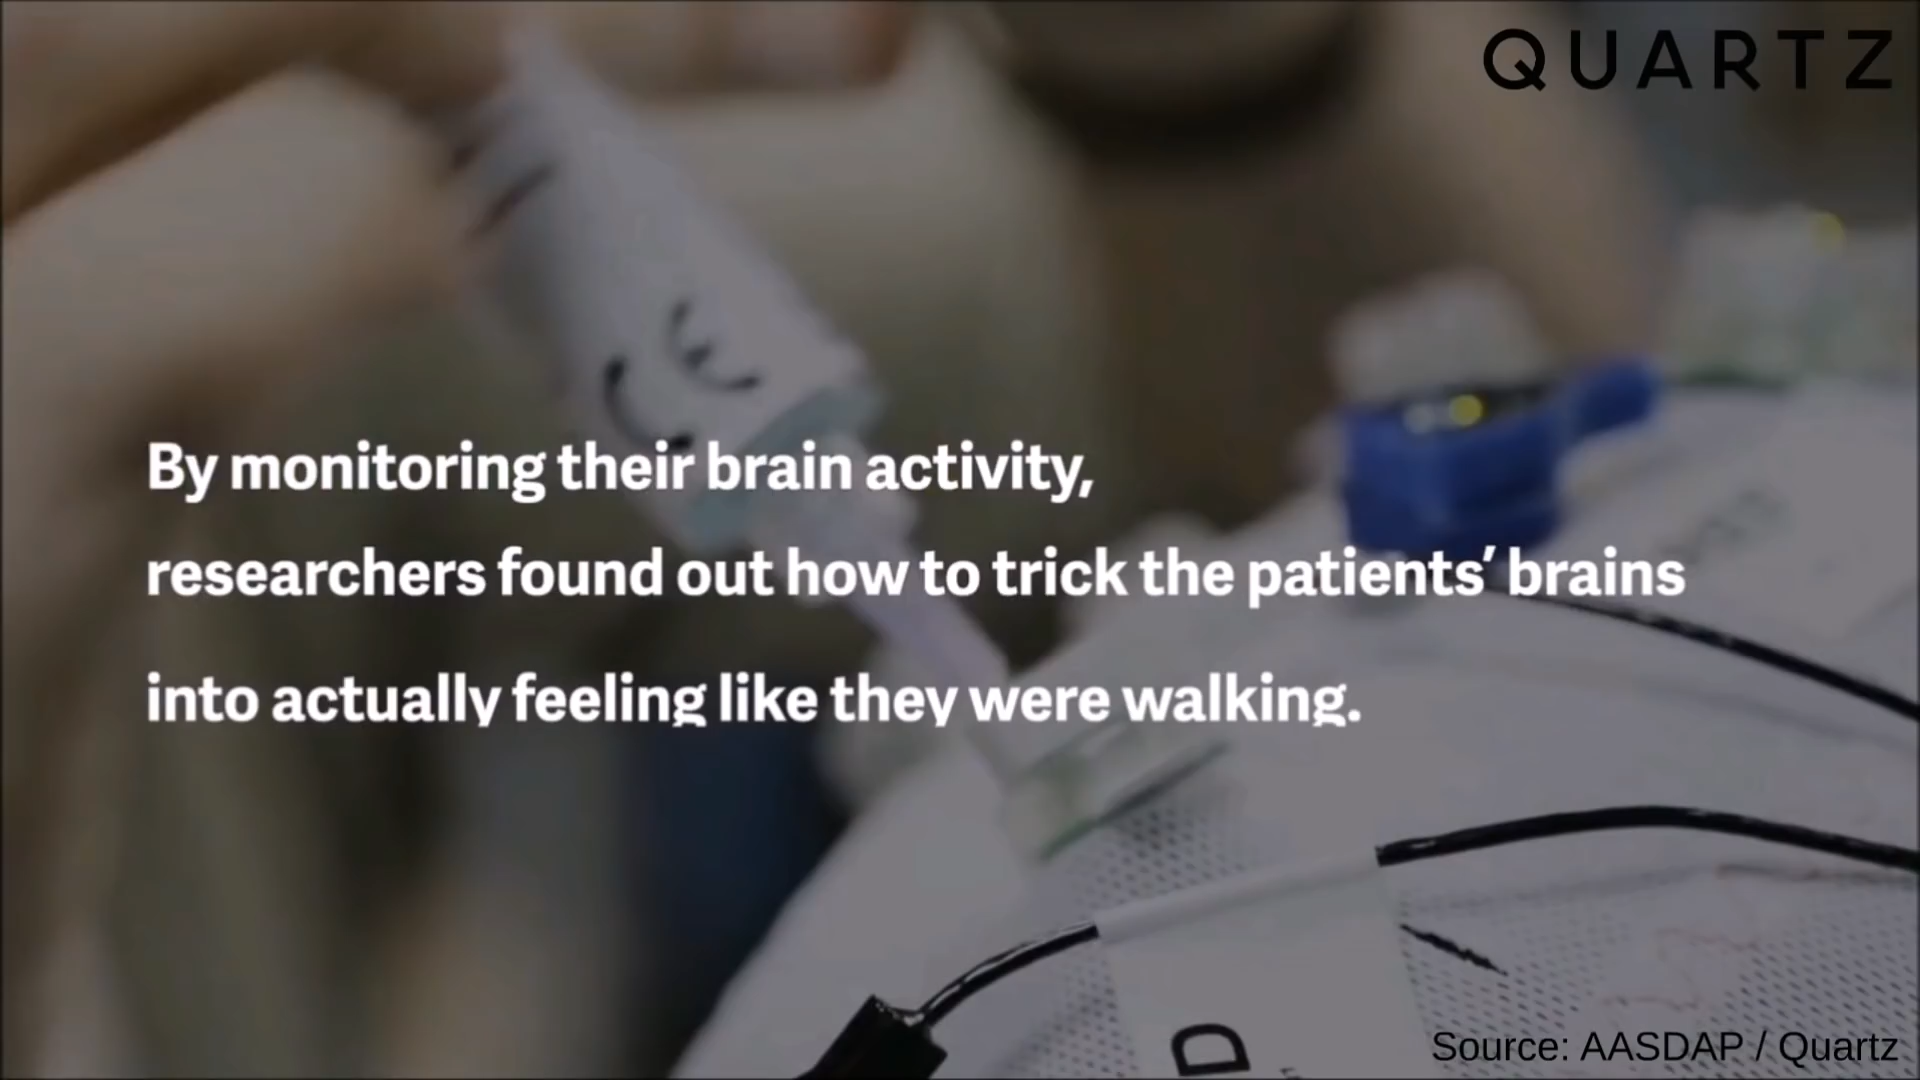 QUARTZ
CE
By monitoring their brain activity,
researchers found out how to trick the patients’ brains
into actually feeling like they were walking.
D
Source: AASDAP / Quartz